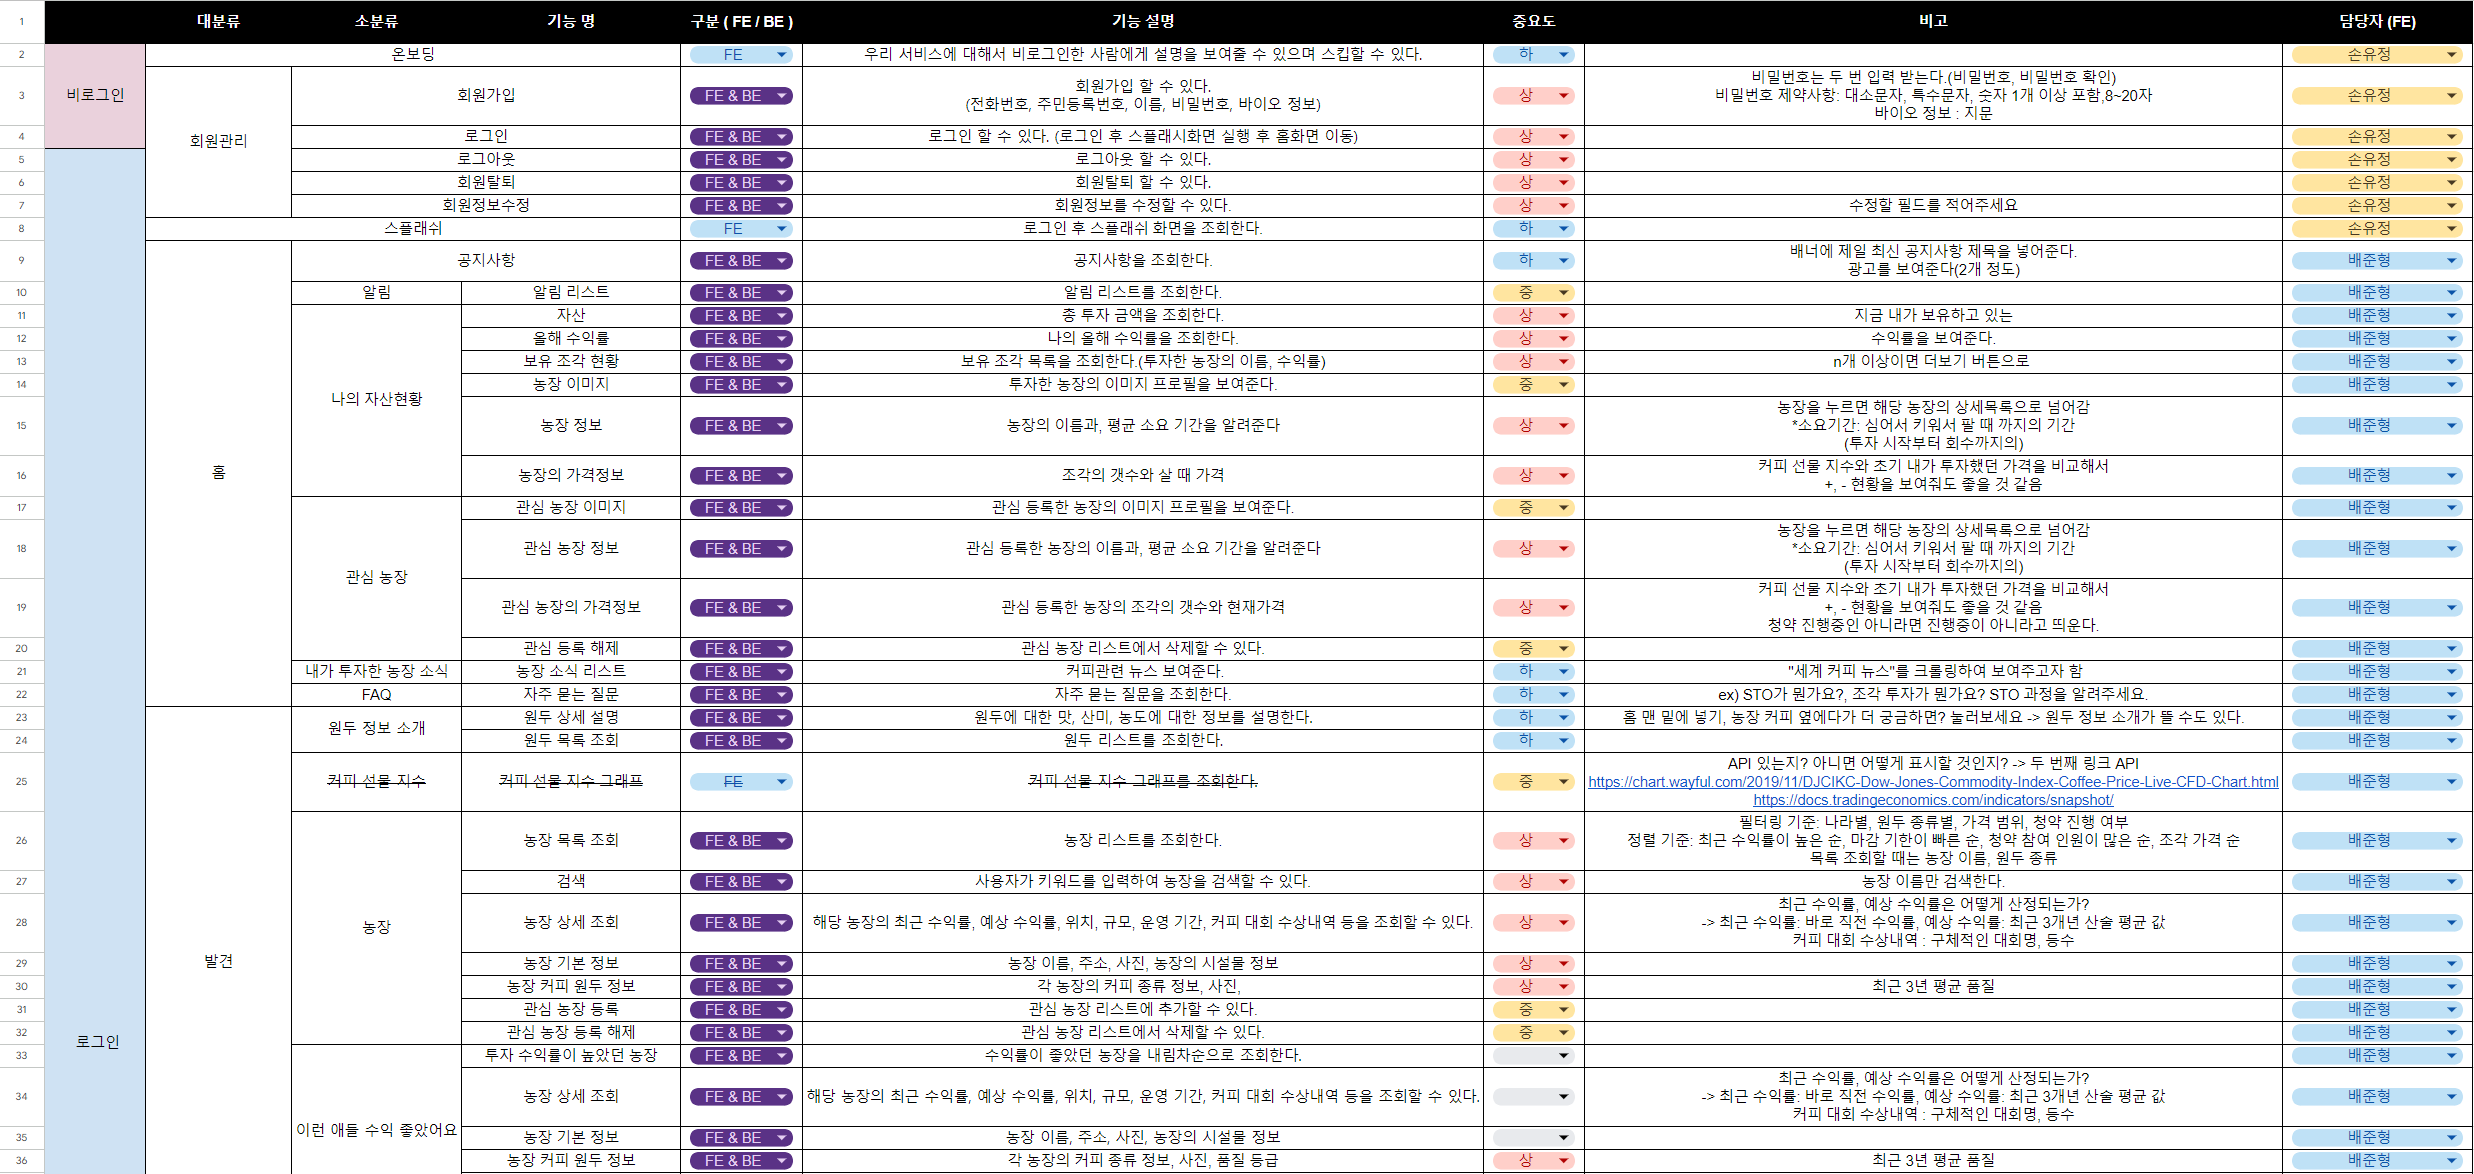 1 대분류 소분류 기능 명 구분 ( FE / BE ) 기능 설명 중요도 비고 담당자 (FE)
2 온보딩 FE 우리 서비스에 대해서 비로그인한 사람에게 설명을 보여줄 수 있으며 스킵할 수 있다. 하 손유정
비로그인
3 회원가입 FE & BE 회원가입 할 수 있다.
(전화번호, 주민등록번호, 이름, 비밀번호, 바이오 정보) 상 비밀번호는 두 번 입력 받는다.(비밀번호, 비밀번호 확인)
비밀번호 제약사항: 대소문자, 특수문자, 숫자 1개 이상 포함,8~20자
바이오 정보 : 지문 손유정
회원관리
4 로그인 FE & BE 로그인 할 수 있다. (로그인 후 스플래시화면 실행 후 홈화면 이동) 상 손유정
5 로그아웃 FE & BE 로그아웃 할 수 있다. 상 손유정
6 회원탈퇴 FE & BE 회원탈퇴 할 수 있다. 상 손유정
7 회원정보수정 FE & BE 회원정보를 수정할 수 있다. 상 수정할 필드를 적어주세요 손유정
8 스플래쉬 FE 로그인 후 스플래쉬 화면을 조회한다. 하 손유정
홈
9 공지사항 FE & BE 공지사항을 조회한다. 하 배너에 제일 최신 공지사항 제목을 넣어준다.
광고를 보여준다(2개 정도) 배준형
10 알림 알림 리스트 FE & BE 알림 리스트를 조회한다. 중 배준형
나의 자산현황
11 자산 FE & BE 총 투자 금액을 조회한다. 상 지금 내가 보유하고 있는 배준형
12 올해 수익률 FE & BE 나의 올해 수익률을 조회한다. 상 수익률을 보여준다. 배준형
13 보유 조각 현황 FE & BE 보유 조각 목록을 조회한다.(투자한 농장의 이름, 수익률) 상 n개 이상이면 더보기 버튼으로 배준형
14 농장 이미지 FE & BE 투자한 농장의 이미지 프로필을 보여준다. 중 배준형
15 농장 정보 FE & BE 농장의 이름과, 평균 소요 기간을 알려준다 상 농장을 누르면 해당 농장의 상세목록으로 넘어감
*소요기간: 심어서 키워서 팔 때 까지의 기간
(투자 시작부터 회수까지의) 배준형
16 농장의 가격정보 FE & BE 조각의 갯수와 살 때 가격 상 커피 선물 지수와 초기 내가 투자했던 가격을 비교해서
+, - 현황을 보여줘도 좋을 것 같음 배준형
관심 농장
17 관심 농장 이미지 FE & BE 관심 등록한 농장의 이미지 프로필을 보여준다. 중 배준형
18 관심 농장 정보 FE & BE 관심 등록한 농장의 이름과, 평균 소요 기간을 알려준다 상 농장을 누르면 해당 농장의 상세목록으로 넘어감
*소요기간: 심어서 키워서 팔 때 까지의 기간
(투자 시작부터 회수까지의) 배준형
19 관심 농장의 가격정보 FE & BE 관심 등록한 농장의 조각의 갯수와 현재가격 상 커피 선물 지수와 초기 내가 투자했던 가격을 비교해서
+, - 현황을 보여줘도 좋을 것 같음
청약 진행중인 아니라면 진행중이 아니라고 띄운다. 배준형
20 관심 등록 해제 FE & BE 관심 농장 리스트에서 삭제할 수 있다. 중 배준형
21 내가 투자한 농장 소식 농장 소식 리스트 FE & BE 커피관련 뉴스 보여준다. 하 "세계 커피 뉴스"를 크롤링하여 보여주고자 함 배준형
22 FAQ 자주 묻는 질문 FE & BE 자주 묻는 질문을 조회한다. 하 ex) STO가 뭔가요?, 조각 투자가 뭔가요? STO 과정을 알려주세요. 배준형
발견
원두 정보 소개
23 원두 상세 설명 FE & BE 원두에 대한 맛, 산미, 농도에 대한 정보를 설명한다. 하 홈 맨 밑에 넣기, 농장 커피 옆에다가 더 궁금하면? 눌러보세요 -> 원두 정보 소개가 뜰 수도 있다. 배준형
24 원두 목록 조회 FE & BE 원두 리스트를 조회한다. 하 배준형
25 커피 선물 지수 커피 선물 지수 그래프 FE 커피 선물 지수 그래프를 조회한다. 중 API 있는지? 아니면 어떻게 표시할 것인지? -> 두 번째 링크 API
https://chart.wayful.com/2019/11/DJCIKC-Dow-Jones-Commodity-Index-Coffee-Price-Live-CFD-Chart.html
https://docs.tradingeconomics.com/indicators/snapshot/ 배준형
농장
26 농장 목록 조회 FE & BE 농장 리스트를 조회한다. 상 필터링 기준: 나라별, 원두 종류별, 가격 범위, 청약 진행 여부
정렬 기준: 최근 수익률이 높은 순, 마감 기한이 빠른 순, 청약 참여 인원이 많은 순, 조각 가격 순
목록 조회할 때는 농장 이름, 원두 종류 배준형
27 검색 FE & BE 사용자가 키워드를 입력하여 농장을 검색할 수 있다. 상 농장 이름만 검색한다. 배준형
28 농장 상세 조회 FE & BE 해당 농장의 최근 수익률, 예상 수익률, 위치, 규모, 운영 기간, 커피 대회 수상내역 등을 조회할 수 있다. 상 최근 수익률, 예상 수익률은 어떻게 산정되는가?
-> 최근 수익률: 바로 직전 수익률, 예상 수익률: 최근 3개년 산술 평균 값
커피 대회 수상내역 : 구체적인 대회명, 등수 배준형
29 농장 기본 정보 FE & BE 농장 이름, 주소, 사진, 농장의 시설물 정보 상 배준형
30 농장 커피 원두 정보 FE & BE 각 농장의 커피 종류 정보, 사진, 상 최근 3년 평균 품질 배준형
31 관심 농장 등록 FE & BE 관심 농장 리스트에 추가할 수 있다. 중 배준형
32 관심 농장 등록 해제 FE & BE 관심 농장 리스트에서 삭제할 수 있다. 중 배준형
로그인
33 투자 수익률이 높았던 농장 FE & BE 수익률이 좋았던 농장을 내림차순으로 조회한다. 배준형
34 농장 상세 조회 FE & BE 해당 농장의 최근 수익률, 예상 수익률, 위치, 규모, 운영 기간, 커피 대회 수상내역 등을 조회할 수 있다. 최근 수익률, 예상 수익률은 어떻게 산정되는가?
-> 최근 수익률: 바로 직전 수익률, 예상 수익률: 최근 3개년 산술 평균 값
커피 대회 수상내역 : 구체적인 대회명, 등수 배준형
이런 애들 수익 좋았어요
35 농장 기본 정보 FE & BE 농장 이름, 주소, 사진, 농장의 시설물 정보 배준형
36 농장 커피 원두 정보 FE & BE 각 농장의 커피 종류 정보, 사진, 품질 등급 상 최근 3년 평균 품질 배준형